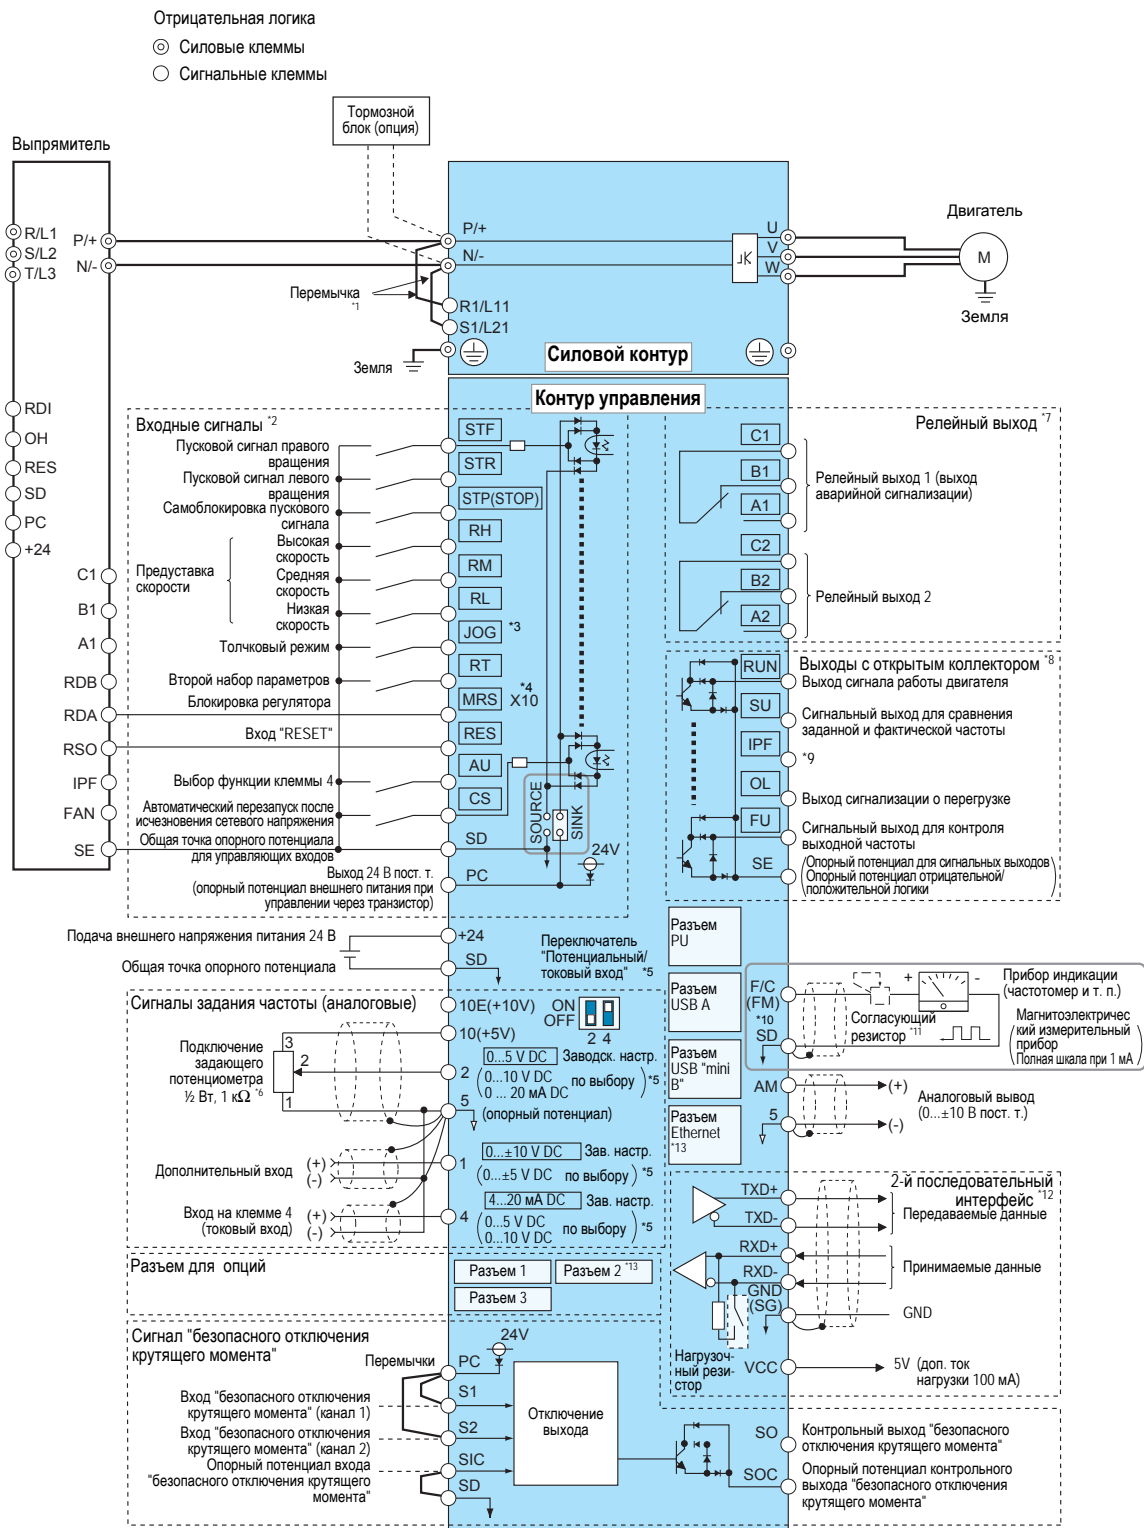 Отрицательная логика
Силовые клеммы
Сигнальные клеммы
Тормозной
блок (опция)
Выпрямитель
R/L1
S/L2
T/L3
P/+
N/-
P/+
N/-
Перемычка
*1
R1/L11
S1/L21
Земля
Силовой контур
U
V
W
Двигатель
M
Земля
RDI
OH
RES
SD
PC
+24
C1
B1
A1
RDB
RDA
RSO
IPF
FAN
SE
Контур управления
Входные сигналы *2
Пусковой сигнал правого
вращения
Пусковой сигнал левого
вращения
Самоблокировка пускового
сигнала
Предуставка
скорости
Высокая
скорость
Средняя
скорость
Низкая
скорость
Толчковый режим
Второй набор параметров
Блокировка регулятора
Вход "RESET"
Выбор функции клеммы 4
Автоматический перезапуск после
исчезновения сетевого напряжения
Общая точка опорного потенциала
для управляющих входов
Выход 24 В пост. т.
(опорный потенциал внешнего питания при
управлении через транзистор)
STF
STR
STP(STOP)
RH
RM
RL
JOG *3
RT
MRS *4
X10
RES
AU
CS
SD
PC
SOURCE
SINK
24V
Релейный выход *7
C1
B1
A1
Релейный выход 1 (выход
аварийной сигнализации)
C2
B2
A2
Релейный выход 2
Выходы с открытым коллектором *8
RUN
Выход сигнала работы двигателя
SU
Сигнальный выход для сравнения
заданной и фактической частоты
IPF
*9
OL
Выход сигнализации о перегрузке
FU
Сигнальный выход для контроля
выходной частоты
SE
(Опорный потенциал для сигнальных выходов
Опорный потенциал отрицательной/
положительной логики)
Подача внешнего напряжения питания 24 В
+24
Общая точка опорного потенциала
SD
Переключатель
"Потенциальный/
токовый вход" *5
Разъем
PU
Разъем
USB A
Разъем
USB "mini
B"
Разъем
Ethernet
*13
Сигналы задания частоты (аналоговые)
10E(+10V)
ON
OFF
2 4
10(+5V)
Подключение
задающего
потенциометра
½ Вт, 1 кΩ *6
3
2
1
2
0...5 V DC Заводск. настр.
(0...10 V DC
0 ... 20 mA DC по выбору) *5
5
(опорный потенциал)
Дополнительный вход
(+)
(-)
1
0...±10 V DC Зав. настр.
(0...±5 V DC по выбору) *5
Вход на клемме 4
(токовый вход)
(+)
(-)
4
4...20 mA DC Зав. настр.
(0...5 V DC
0...10 V DC по выбору) *5
F/C
(FM)
*10
SD
+
-
Согласующий
резистор *11
Прибор индикации
(частотомер и т. п.)
(Магнитоэлектричес
кий измерительный
прибор
Полная шкала при 1 мА)
AM
5
(+)
(-)
Аналоговый вывод
(0...±10 В пост. т.)
2-й последовательный
интерфейс *12
TXD+
TXD-
Передаваемые данные
RXD+
RXD-
Принимаемые данные
GND
(SG)
GND
Нагрузоч-
ный рези-
стор
VCC
5V (доп. ток
нагрузки 100 мА)
Разъем для опций
Разъем 1
Разъем 2 *13
Разъем 3
Сигнал "безопасного отключения
крутящего момента"
Перемычки
24V
PC
S1
S2
SIC
SD
Вход "безопасного отключения
крутящего момента" (канал 1)
Вход "безопасного отключения
крутящего момента" (канал 2)
Опорный потенциал входа
"безопасного отключения крутящего
момента"
Отключение
выхода
SO
Контрольный выход "безопасного
отключения крутящего момента"
SOC
Опорный потенциал контрольного
выхода "безопасного отключения
крутящего момента"